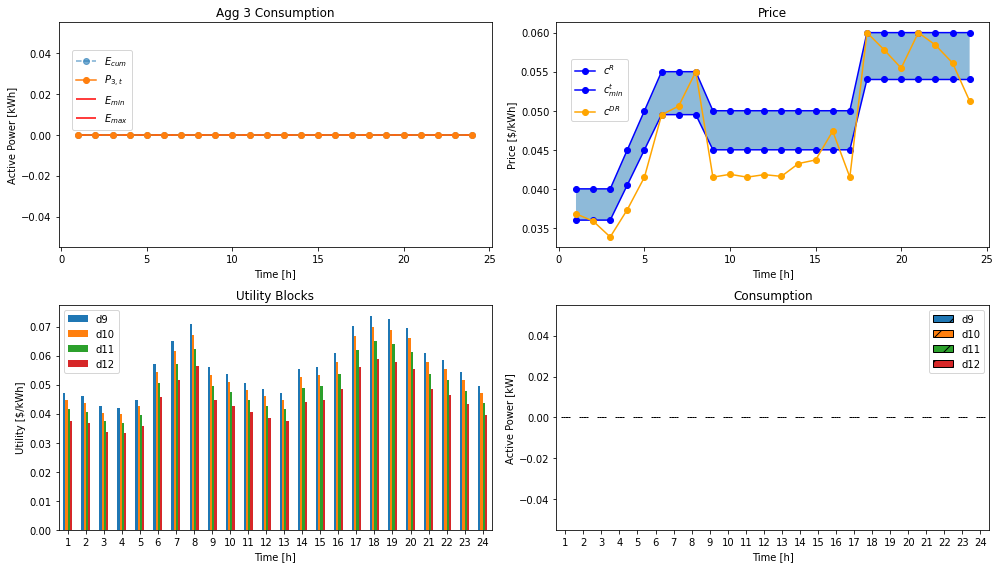 Agg 3 Consumption
Active Power [kWh]
0.04
0.02
0.00
−0.02
−0.04
E_cum
P_3,t
E_min
E_max
0 5 10 15 20 25
Time [h]
Price
Price [$/kWh]
0.060
0.055
0.050
0.045
0.040
0.035
c^R
c^t_min
c^DR
0 5 10 15 20 25
Time [h]
Utility Blocks
Utility [$/kWh]
0.07
0.06
0.05
0.04
0.03
0.02
0.01
0.00
d9
d10
d11
d12
1 2 3 4 5 6 7 8 9 10 11 12 13 14 15 16 17 18 19 20 21 22 23 24
Time [h]
Consumption
Active Power [kW]
0.04
0.02
0.00
−0.02
−0.04
d9
d10
d11
d12
1 2 3 4 5 6 7 8 9 10 11 12 13 14 15 16 17 18 19 20 21 22 23 24
Time [h]